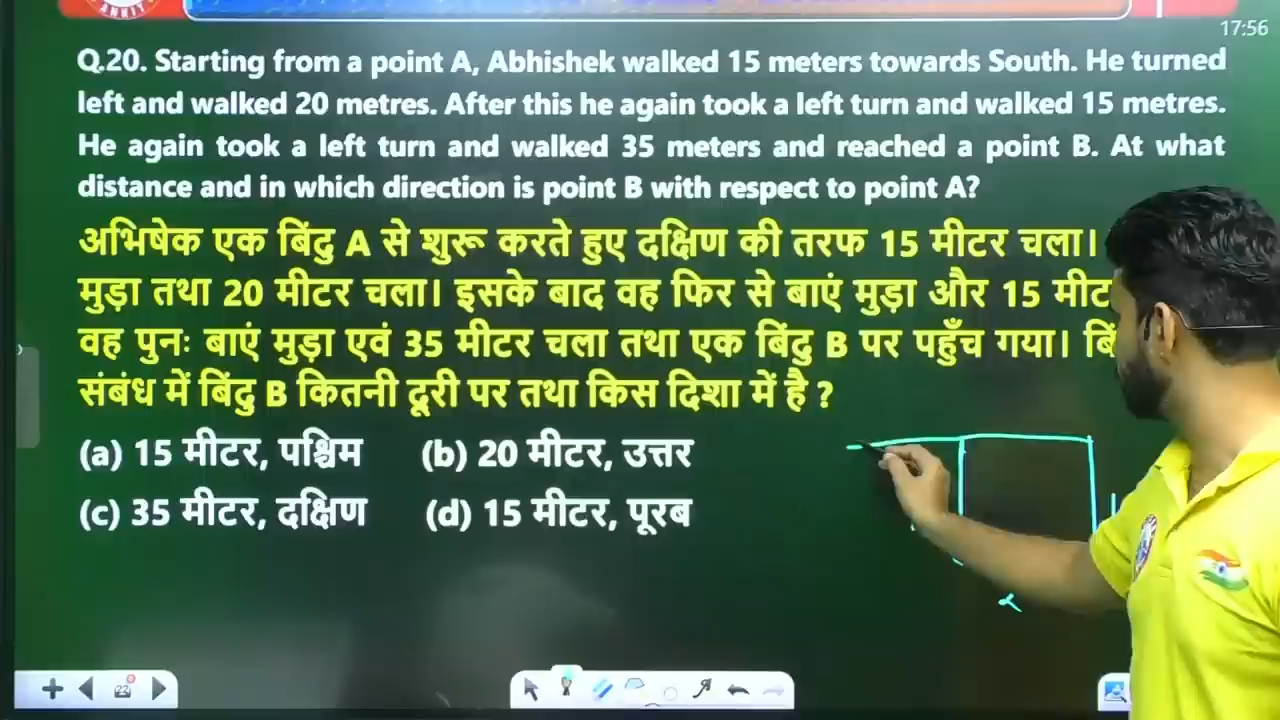 ANKIT
17:56
Q.20. Starting from a point A, Abhishek walked 15 meters towards South. He turned
left and walked 20 metres. After this he again took a left turn and walked 15 metres.
He again took a left turn and walked 35 meters and reached a point B. At what
distance and in which direction is point B with respect to point A?
अभिषेक एक बिंदु A से शुरू करते हुए दक्षिण की तरफ 15 मीटर चला।
मुड़ा तथा 20 मीटर चला। इसके बाद वह फिर से बाएं मुड़ा और 15
वह पुनः बाएं मुड़ा एवं 35 मीटर चला तथा एक बिंदु B पर पहुँच गया।
संबंध में बिंदु B कितनी दूरी पर तथा किस दिशा में है ?
(a) 15 मीटर, पश्चिम (b) 20 मीटर, उत्तर
(c) 35 मीटर, दक्षिण (d) 15 मीटर, पूरब
22